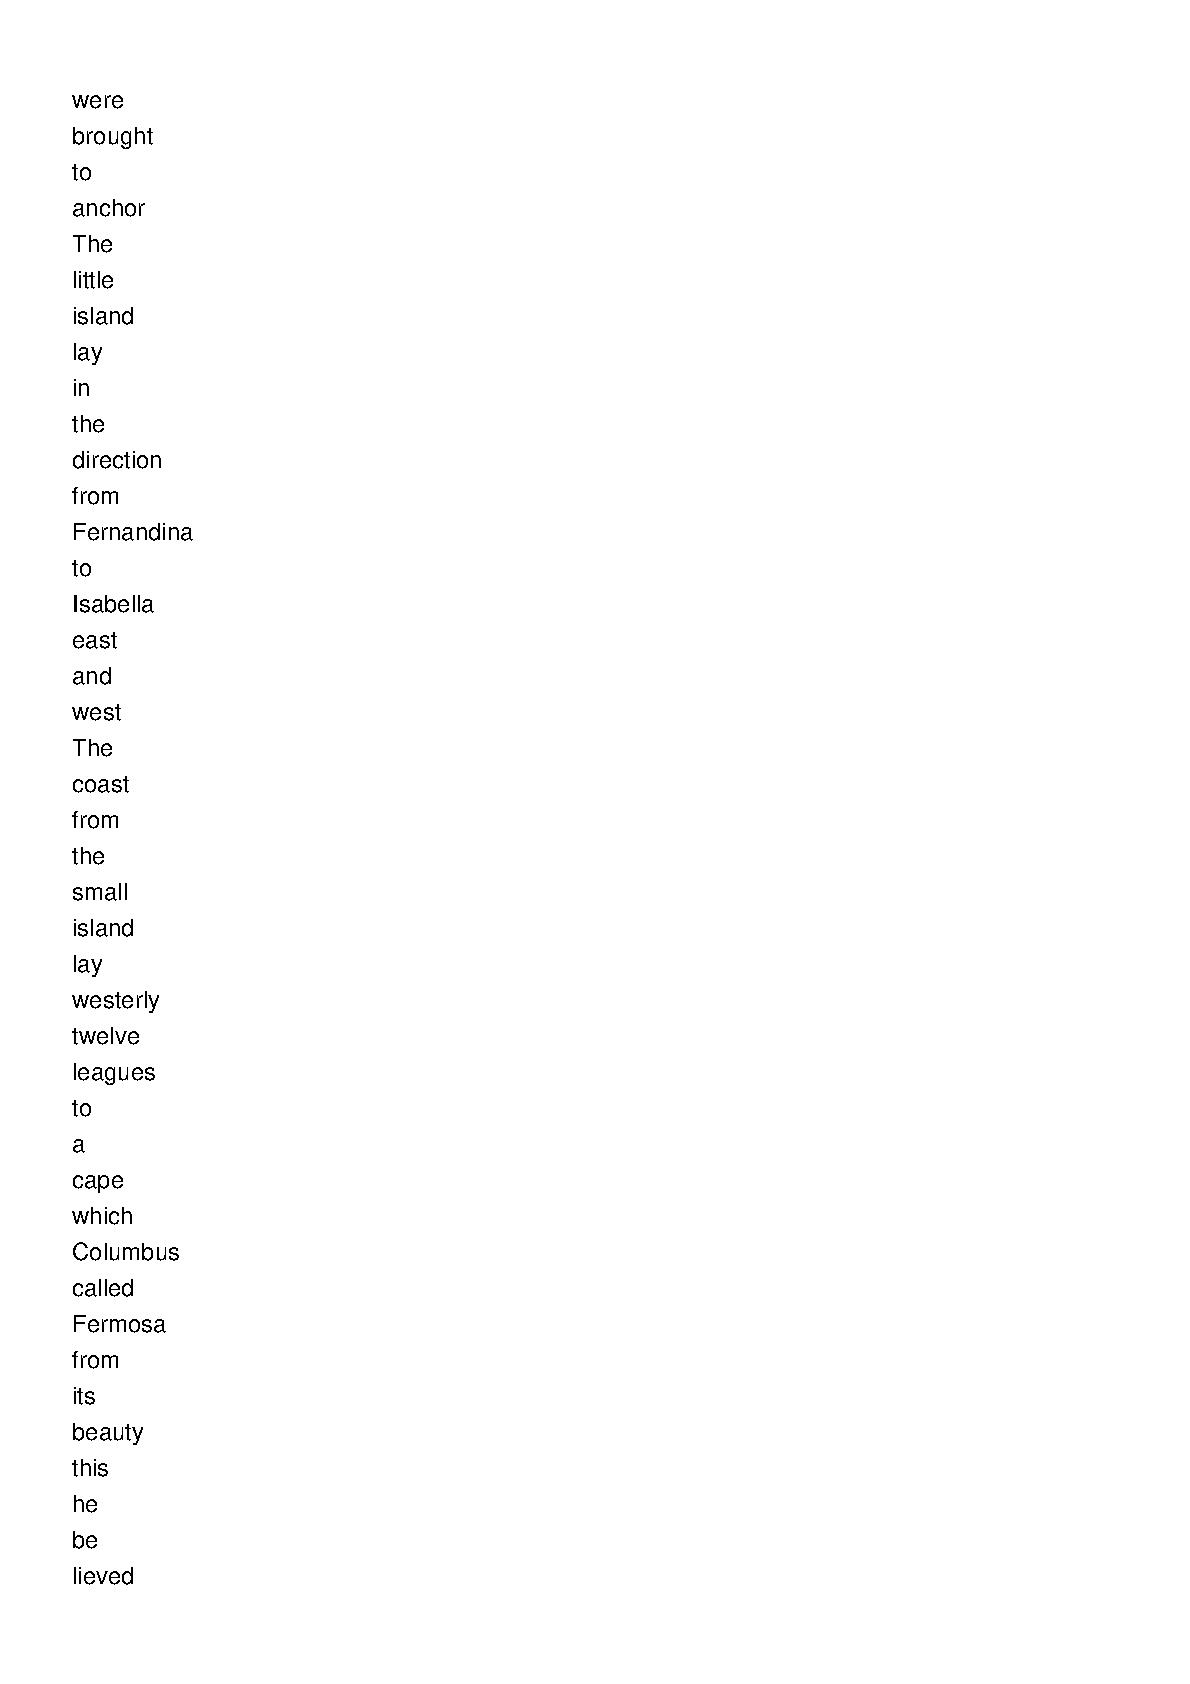 were
brought
to
anchor
The
little
island
lay
in
the
direction
from
Fernandina
to
Isabella
east
and
west
The
coast
from
the
small
island
lay
westerly
twelve
leagues
to
a
cape
which
Columbus
called
Fermosa
from
its
beauty
this
he
be
lieved